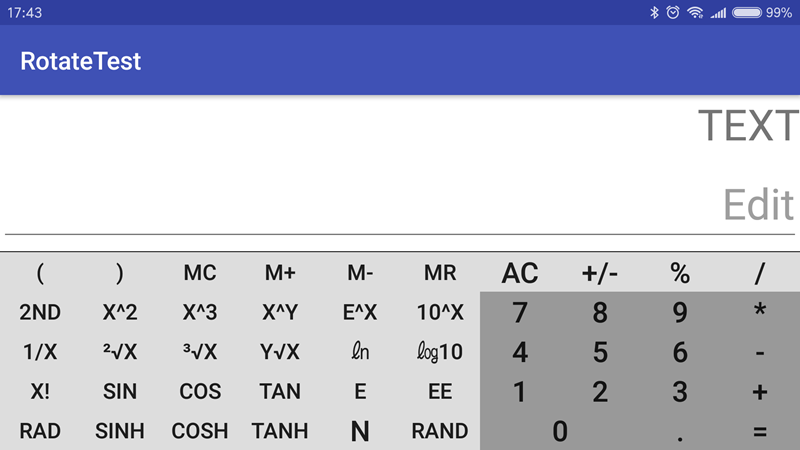 17:43 99%
RotateTest
TEXT
Edit
( ) MC M+ M- MR AC +/- % /
2ND X^2 X^3 X^Y E^X 10^X 7 8 9 *
1/X ²√X ³√X Y√X ㏑ ㏒10 4 5 6 -
X! SIN COS TAN E EE 1 2 3 +
RAD SINH COSH TANH N RAND 0 . =